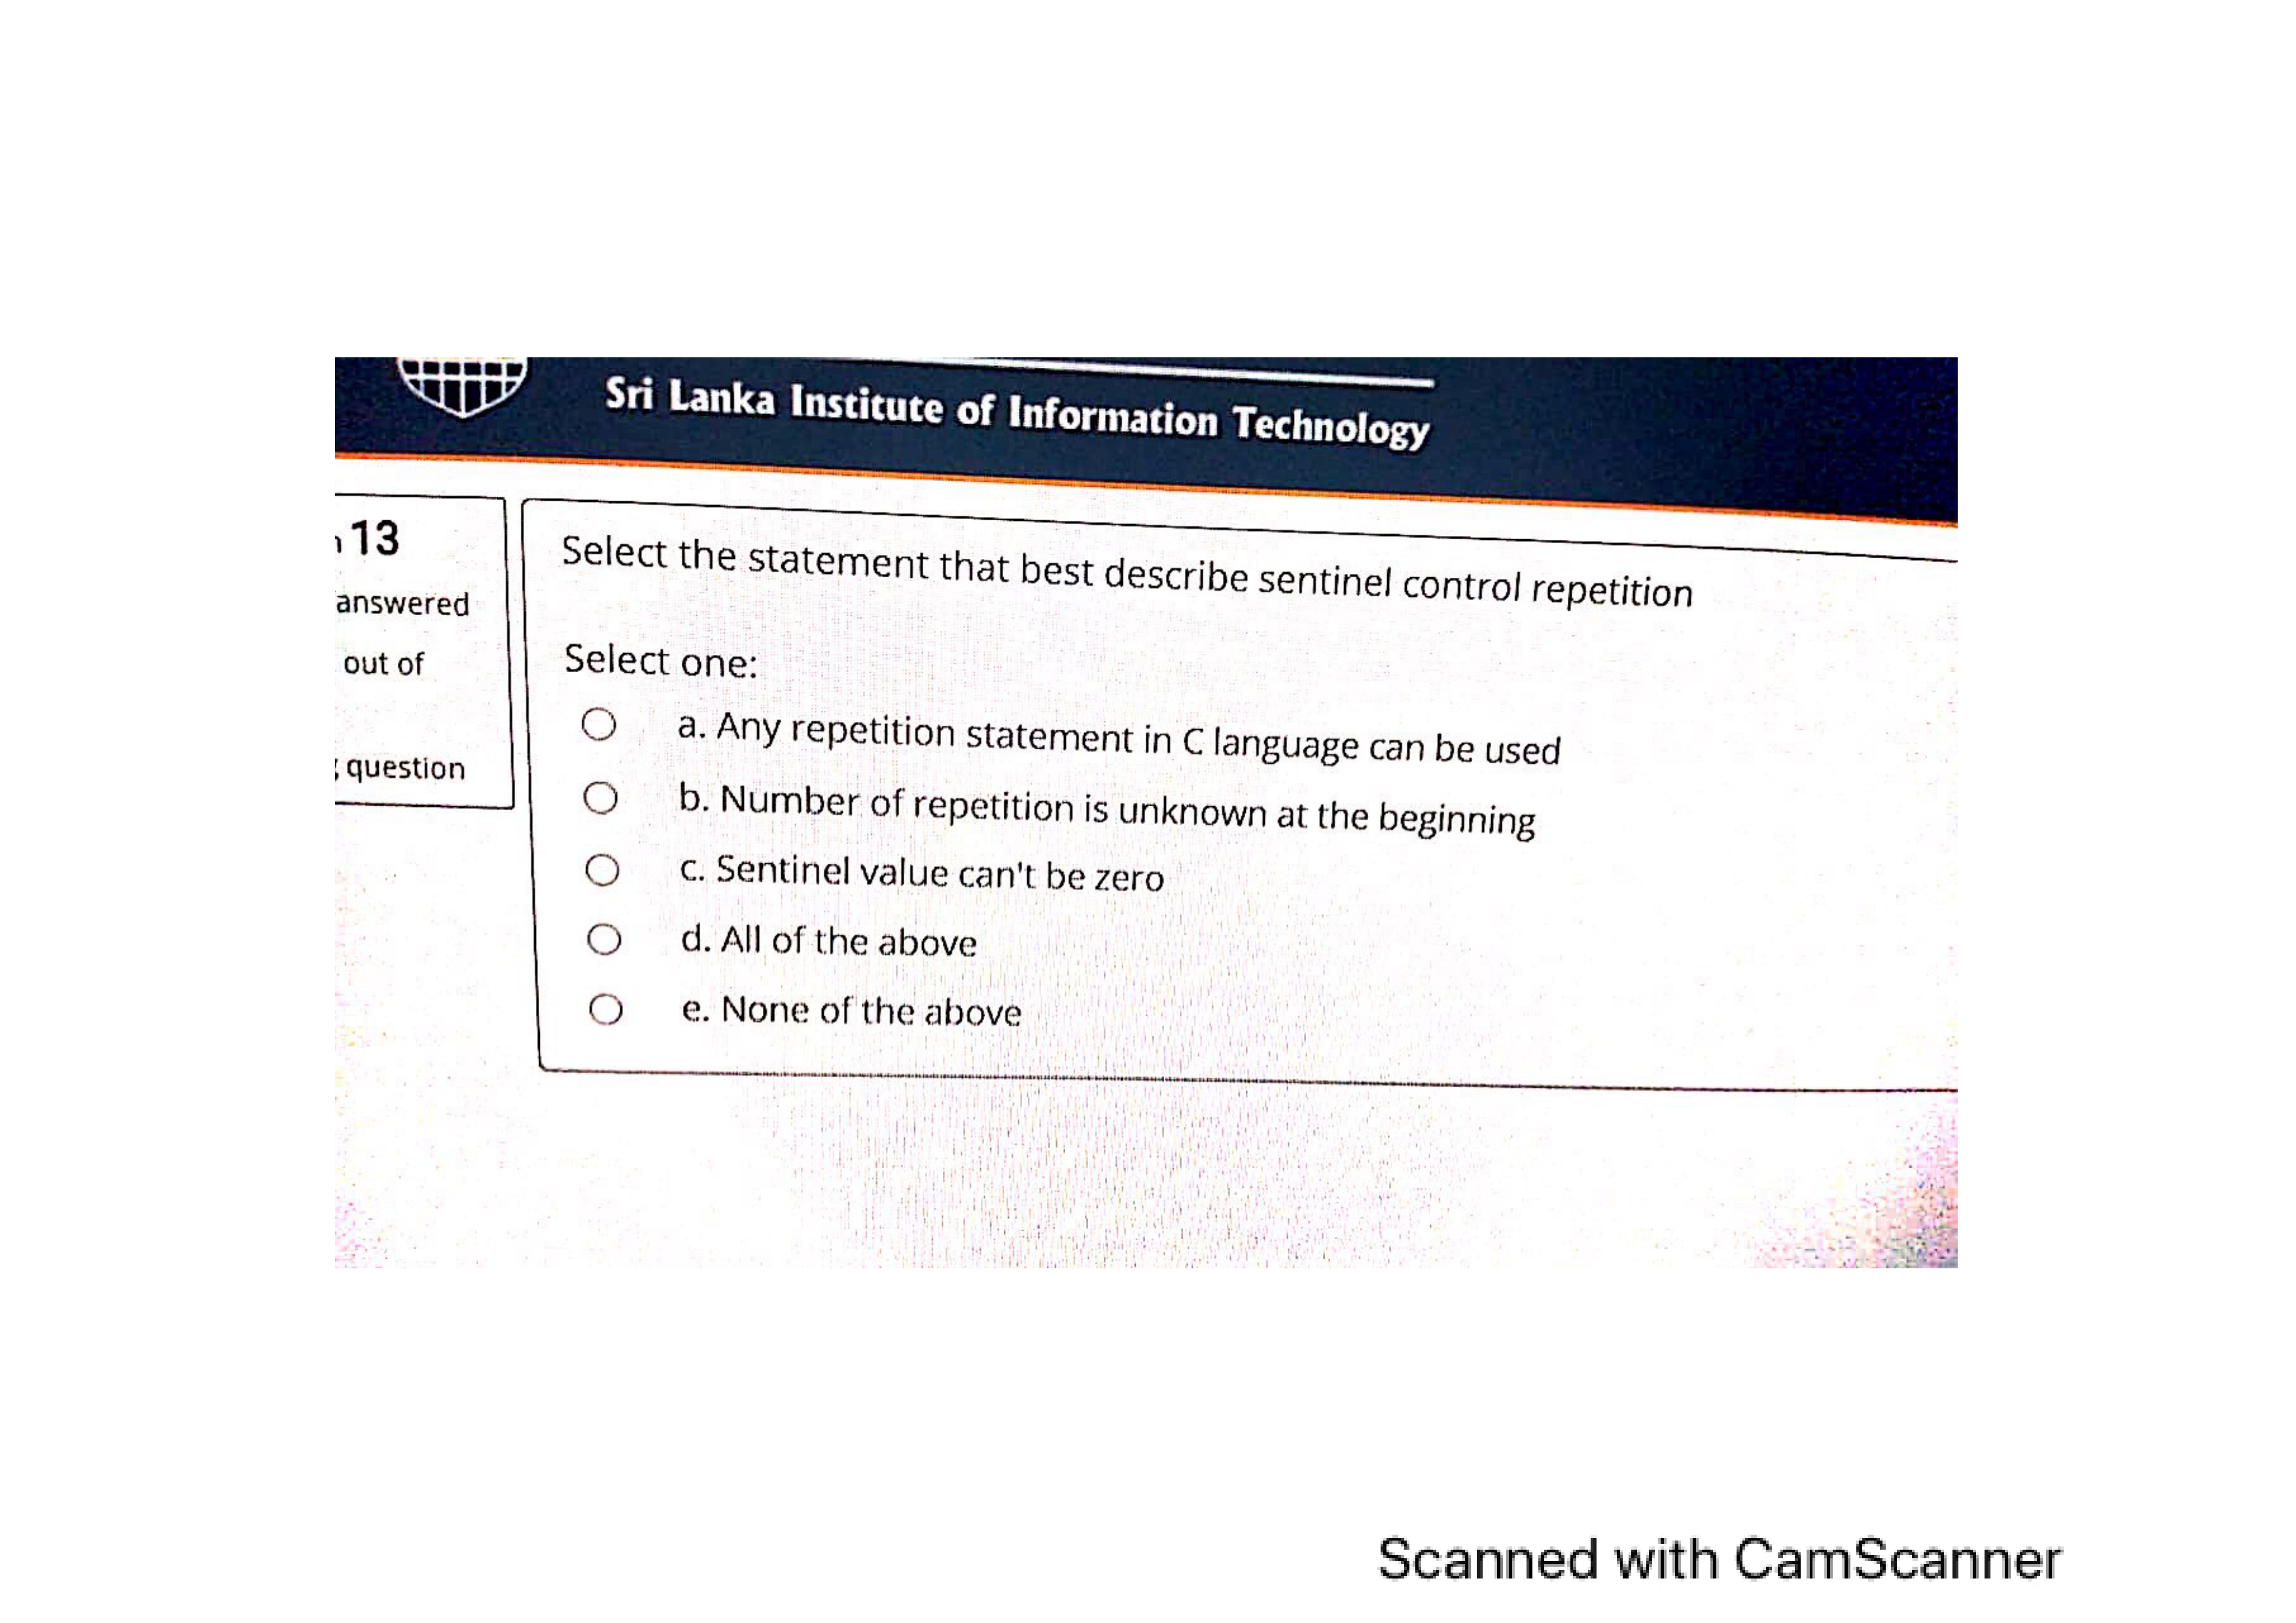 Sri Lanka Institute of Information Technology
13
answered
out of
question
Select the statement that best describe sentinel control repetition
Select one:
a. Any repetition statement in C language can be used
b. Number of repetition is unknown at the beginning
c. Sentinel value can't be zero
d. All of the above
e. None of the above
Scanned with CamScanner